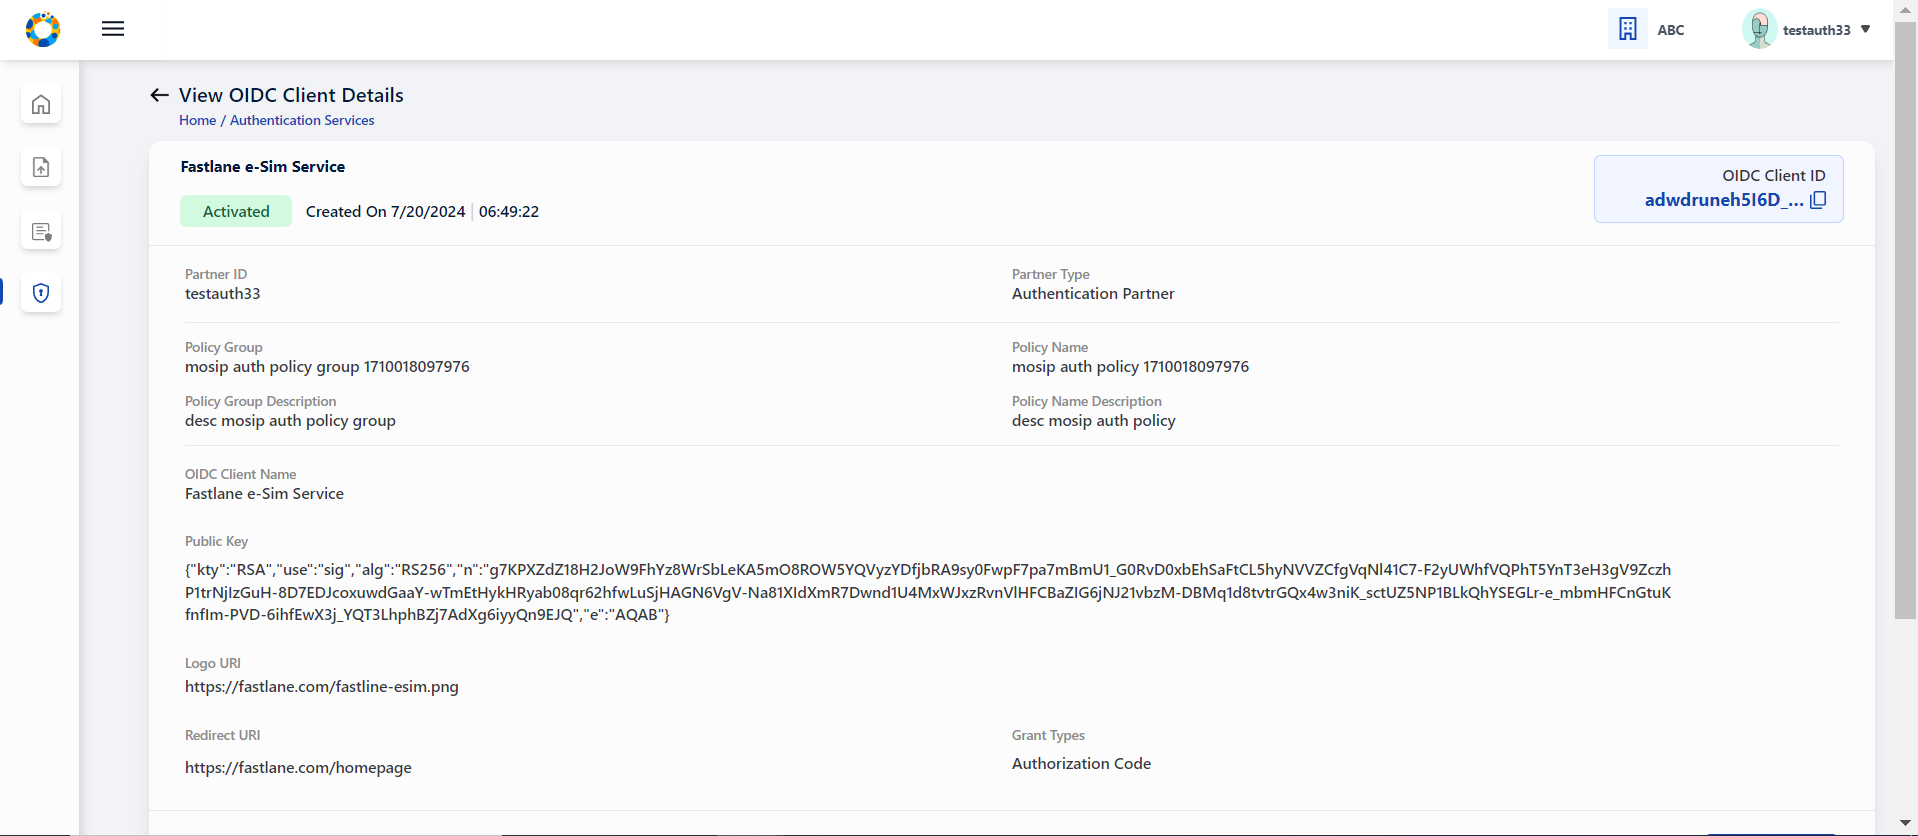 ABC
testauth33
View OIDC Client Details
Home / Authentication Services
Fastlane e-Sim Service
OIDC Client ID
adwdruneh5I6D_...
Activated
Created On 7/20/2024 | 06:49:22
Partner ID
testauth33
Partner Type
Authentication Partner
Policy Group
mosip auth policy group 1710018097976
Policy Name
mosip auth policy 1710018097976
Policy Group Description
desc mosip auth policy group
Policy Name Description
desc mosip auth policy
OIDC Client Name
Fastlane e-Sim Service
Public Key
{"kty":"RSA","use":"sig","alg":"RS256","n":"g7KPXZdZ18H2JoW9FhYz8WrSbLeKA5mO8ROW5YQVyzYDfjbRA9sy0FwpF7pa7mBmU1_G0RvD0xbEhSaFtCL5hyNVVZCfgVqNl41C7-F2yUWhfVQPhT5YnT3eH3gV9Zczh
P1trNjIzGuH-8D7EDJcoxuwdGaaY-wTmEtHykHRyab08qr62hfwLuSjHAGN6VgV-Na81XIdXmR7Dwnd1U4MxWJxzRvnVlHFCBaZIG6jNJ21vbzM-DBMq1d8tvtrGQx4w3niK_sctUZ5NP1BLkQhYSEGLr-e_mbmHFCnGtuK
fnfIm-PVD-6ihfEwX3j_YQT3LhphBZj7AdXg6iyyQn9EJQ","e":"AQAB"}
Logo URI
https://fastlane.com/fastline-esim.png
Redirect URI
https://fastlane.com/homepage
Grant Types
Authorization Code